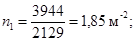 n₁ = 3944/2129 = 1,85 м⁻²;